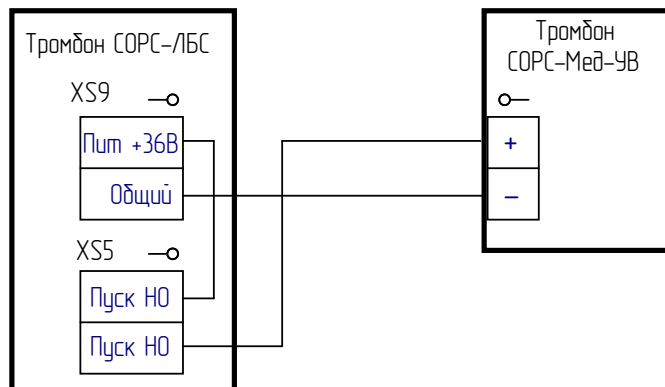 Тромбон СОРС-ЛБС
XS9
Пит +36В
Общий
XS5
Пуск НО
Пуск НО
Тромбон
СОРС-Мед-УВ
+
−